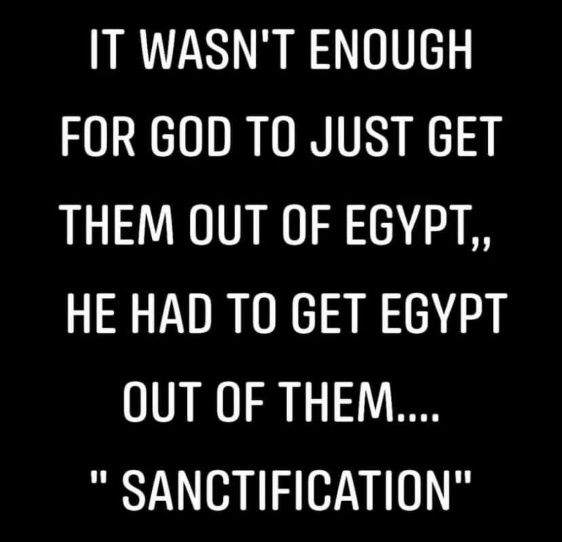 IT WASN'T ENOUGH
FOR GOD TO JUST GET
THEM OUT OF EGYPT,,
HE HAD TO GET EGYPT
OUT OF THEM....
" SANCTIFICATION"